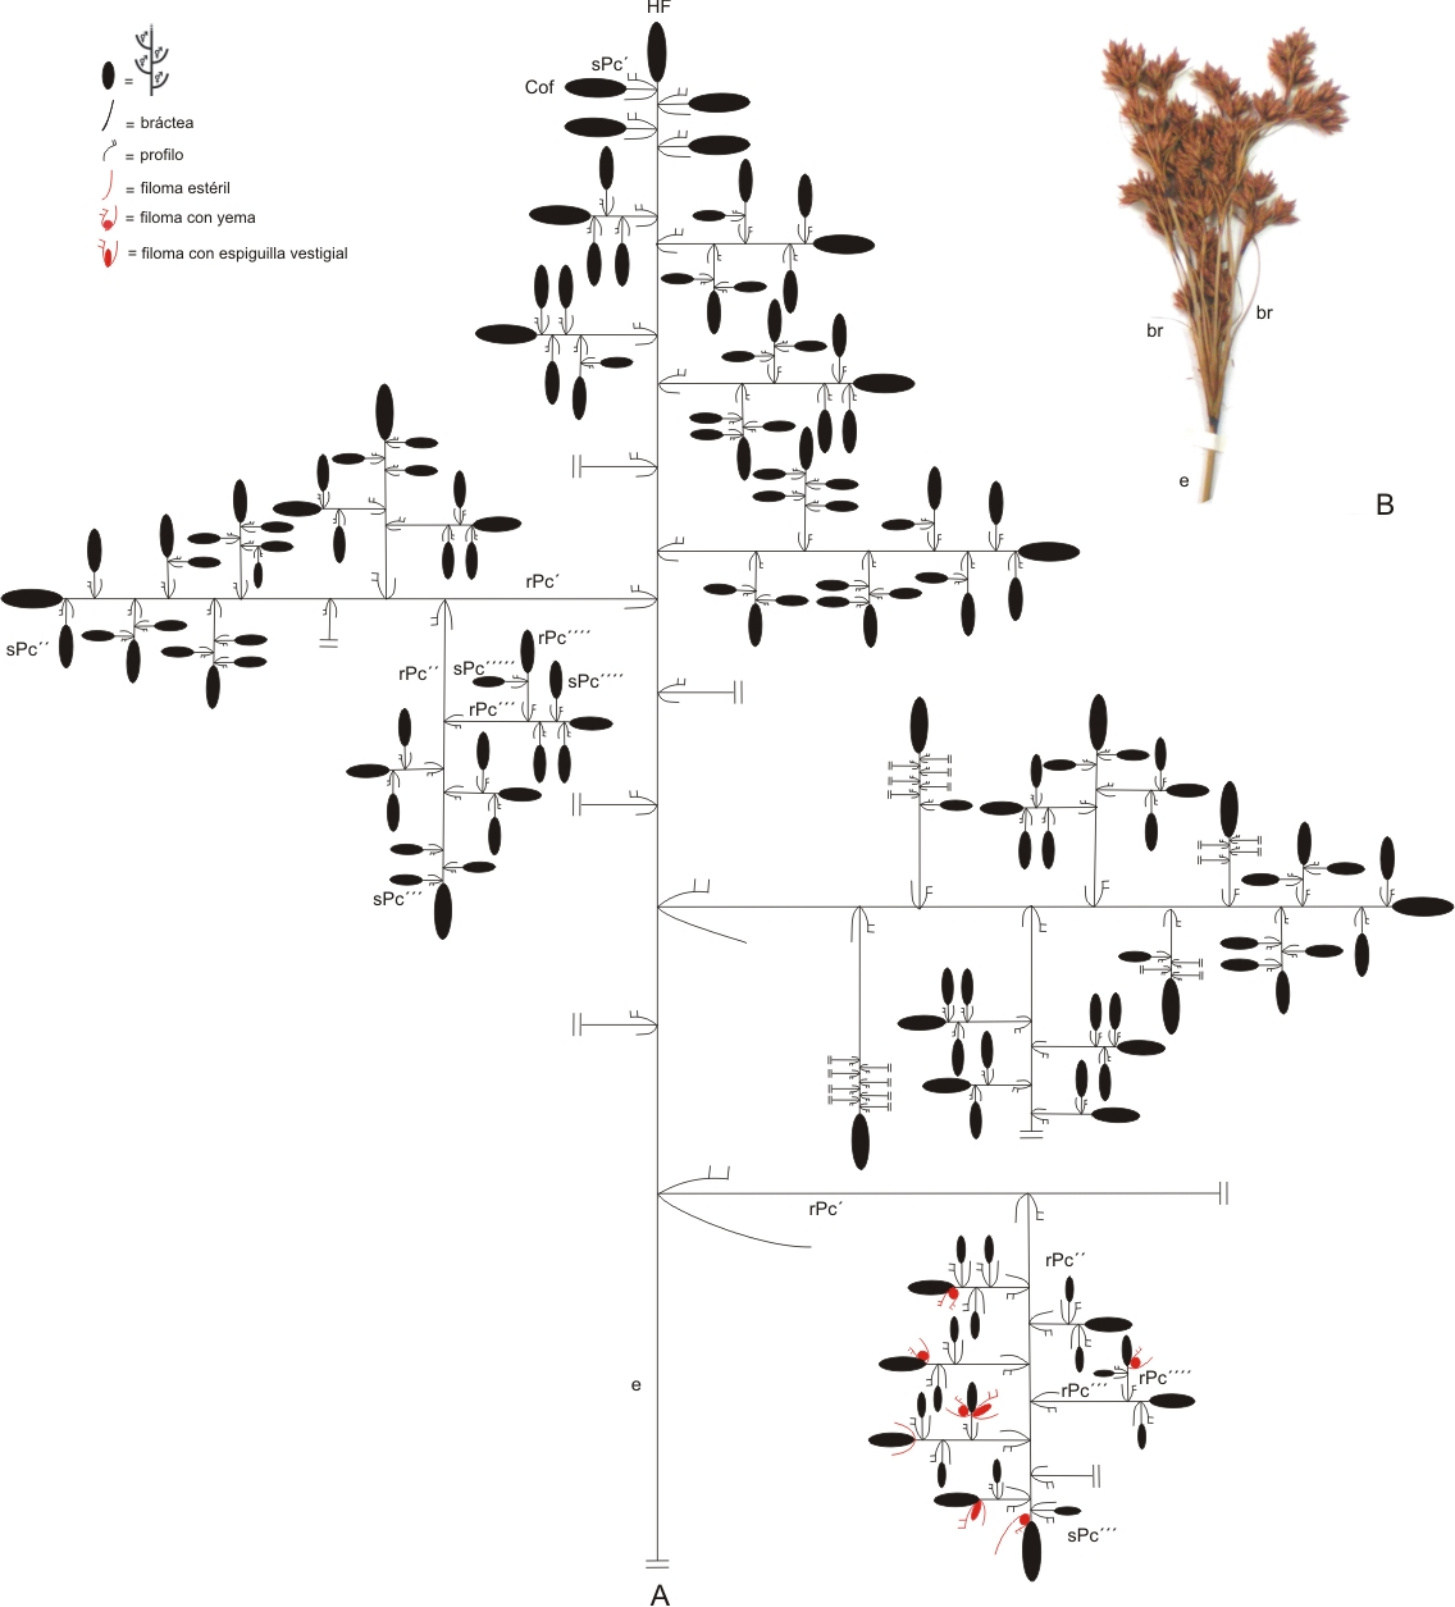 HF
sPc´
Cof
=
= bráctea
= profilo
= filoma estéril
= filoma con yema
= filoma con espiguilla vestigial
br
br
e
B
rPc´
sPc´´
rPc´´
rPc´´´´
sPc´´´´´
sPc´´´´
rPc´´´
sPc´´´
rPc´
rPc´´
rPc´´´´
rPc´´´
e
sPc´´´
A